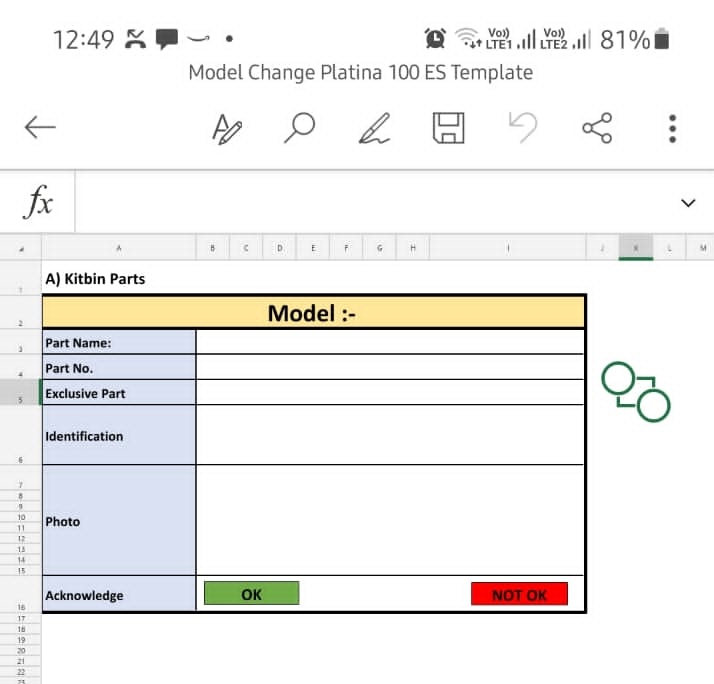 12:49
Vo)) LTE1 Vo)) LTE2 81%
Model Change Platina 100 ES Template
fx
A B C D E F G H I J K L M
1 A) Kitbin Parts
2 Model :-
3 Part Name:
4 Part No.
5 Exclusive Part
6 Identification
7
8
9
10
Photo
11
12
13
14
15
16 Acknowledge OK NOT OK
17
18
19
20
21
22
23